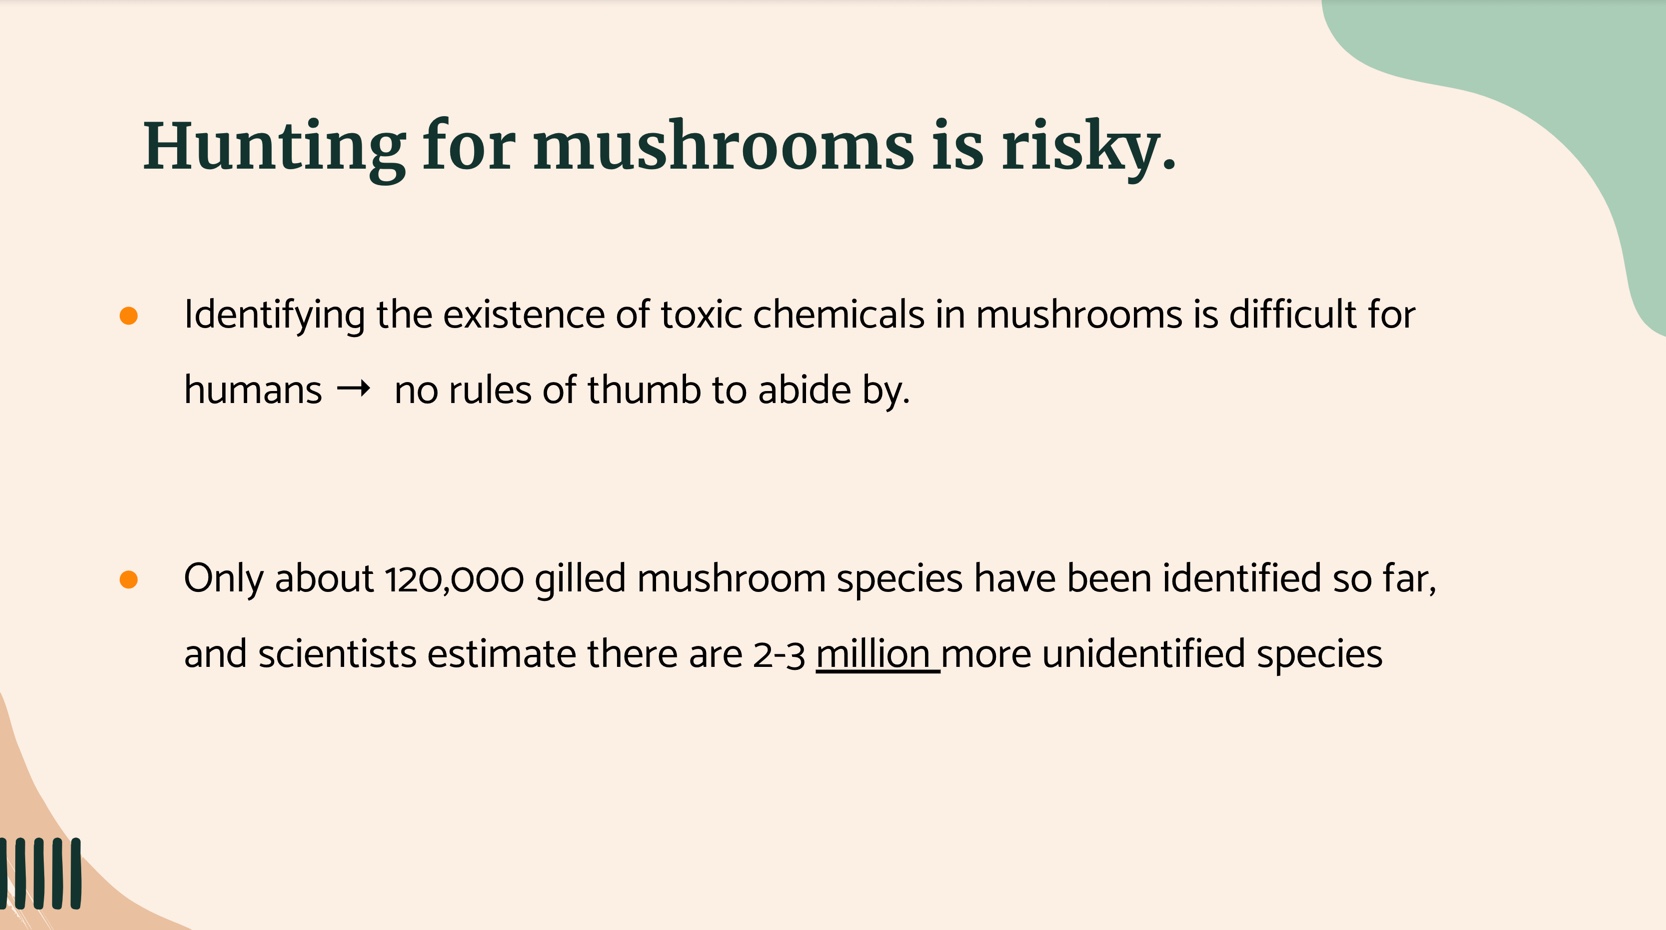 Hunting for mushrooms is risky.
● Identifying the existence of toxic chemicals in mushrooms is difficult for
humans → no rules of thumb to abide by.
● Only about 120,000 gilled mushroom species have been identified so far,
and scientists estimate there are 2-3 million more unidentified species